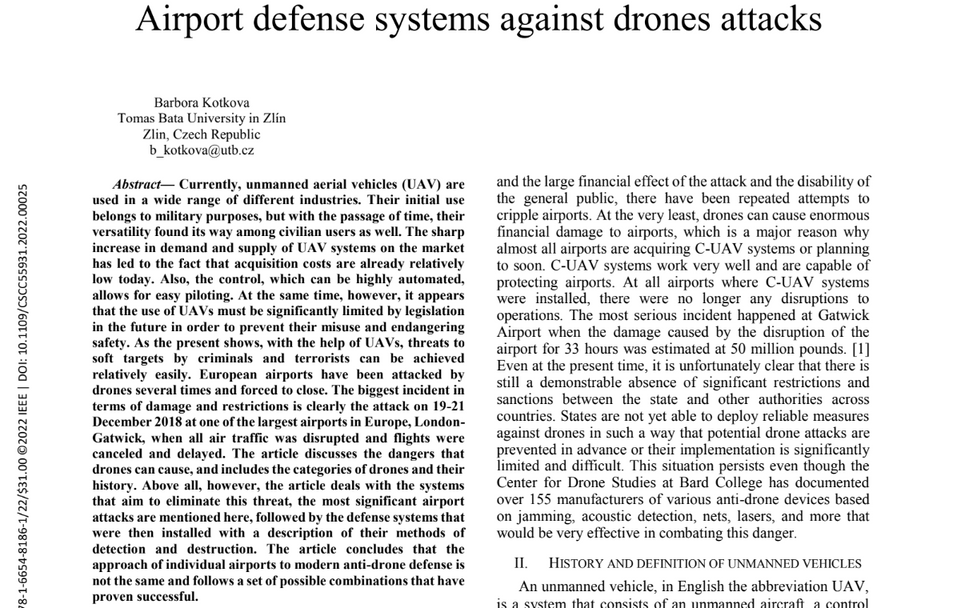 Airport defense systems against drones attacks
Barbora Kotkova
Tomas Bata University in Zlín
Zlin, Czech Republic
b_kotkova@utb.cz
Abstract— Currently, unmanned aerial vehicles (UAV) are
used in a wide range of different industries. Their initial use
belongs to military purposes, but with the passage of time, their
versatility found its way among civilian users as well. The sharp
increase in demand and supply of UAV systems on the market
has led to the fact that acquisition costs are already relatively
low today. Also, the control, which can be highly automated,
allows for easy piloting. At the same time, however, it appears
that the use of UAVs must be significantly limited by legislation
in the future in order to prevent their misuse and endangering
safety. As the present shows, with the help of UAVs, threats to
soft targets by criminals and terrorists can be achieved
relatively easily. European airports have been attacked by
drones several times and forced to close. The biggest incident in
terms of damage and restrictions is clearly the attack on 19-21
December 2018 at one of the largest airports in Europe, London-
Gatwick, when all air traffic was disrupted and flights were
canceled and delayed. The article discusses the dangers that
drones can cause, and includes the categories of drones and their
history. Above all, however, the article deals with the systems
that aim to eliminate this threat, the most significant airport
attacks are mentioned here, followed by the defense systems that
were then installed with a description of their methods of
detection and destruction. The article concludes that the
approach of individual airports to modern anti-drone defense is
not the same and follows a set of possible combinations that have
proven successful.
and the large financial effect of the attack and the disability of
the general public, there have been repeated attempts to
cripple airports. At the very least, drones can cause enormous
financial damage to airports, which is a major reason why
almost all airports are acquiring C-UAV systems or planning
to soon. C-UAV systems work very well and are capable of
protecting airports. At all airports where C-UAV systems
were installed, there were no longer any disruptions to
operations. The most serious incident happened at Gatwick
Airport when the damage caused by the disruption of the
airport for 33 hours was estimated at 50 million pounds. [1]
Even at the present time, it is unfortunately clear that there is
still a demonstrable absence of significant restrictions and
sanctions between the state and other authorities across
countries. States are not yet able to deploy reliable measures
against drones in such a way that potential drone attacks are
prevented in advance or their implementation is significantly
limited and difficult. This situation persists even though the
Center for Drone Studies at Bard College has documented
over 155 manufacturers of various anti-drone devices based
on jamming, acoustic detection, nets, lasers, and more that
would be very effective in combating this danger.
II. HISTORY AND DEFINITION OF UNMANNED VEHICLES
An unmanned vehicle, in English the abbreviation UAV,
is a system that consists of an unmanned aircraft, a control
78-1-6654-8186-1/22/$31.00 ©2022 IEEE | DOI: 10.1109/CSCC55931.2022.00025